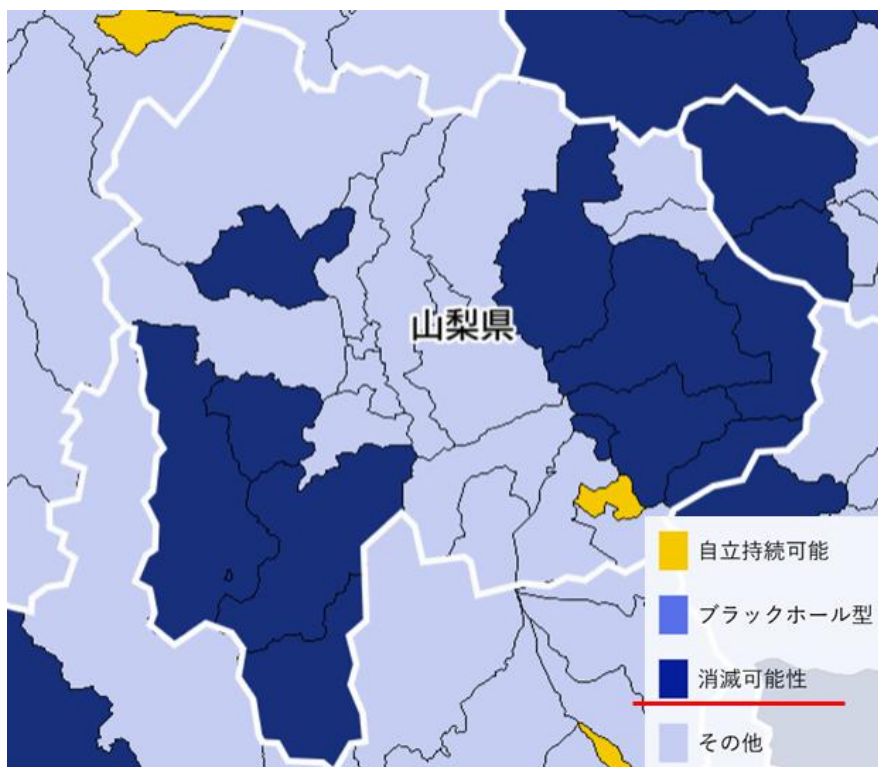 山梨県
自立持続可能
ブラックホール型
消滅可能性
その他